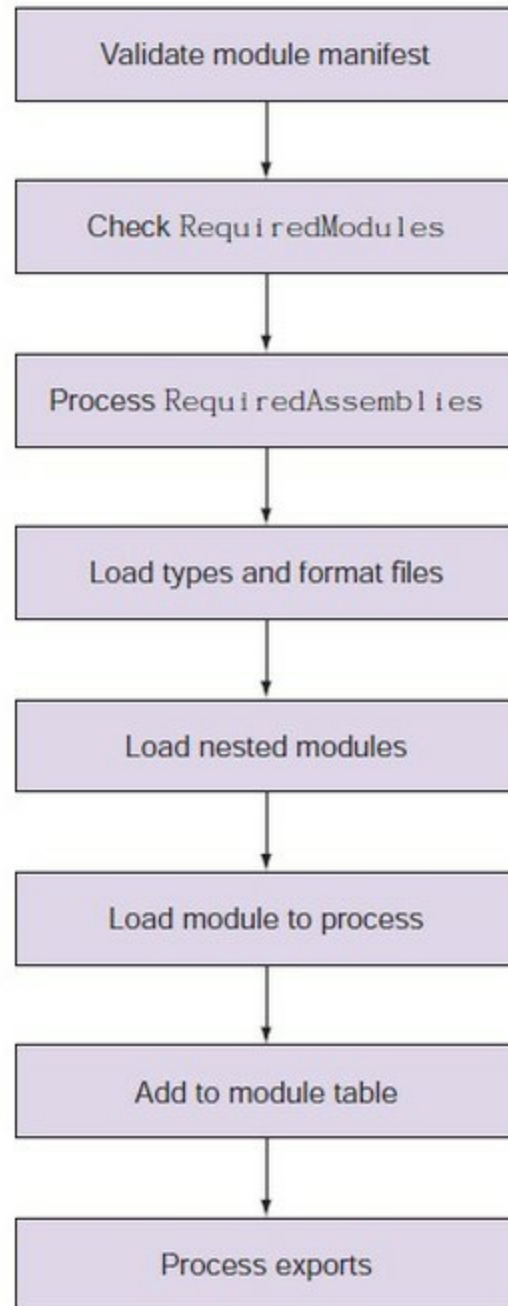 Validate module manifest
Check RequiredModules
Process RequiredAssemblies
Load types and format files
Load nested modules
Load module to process
Add to module table
Process exports